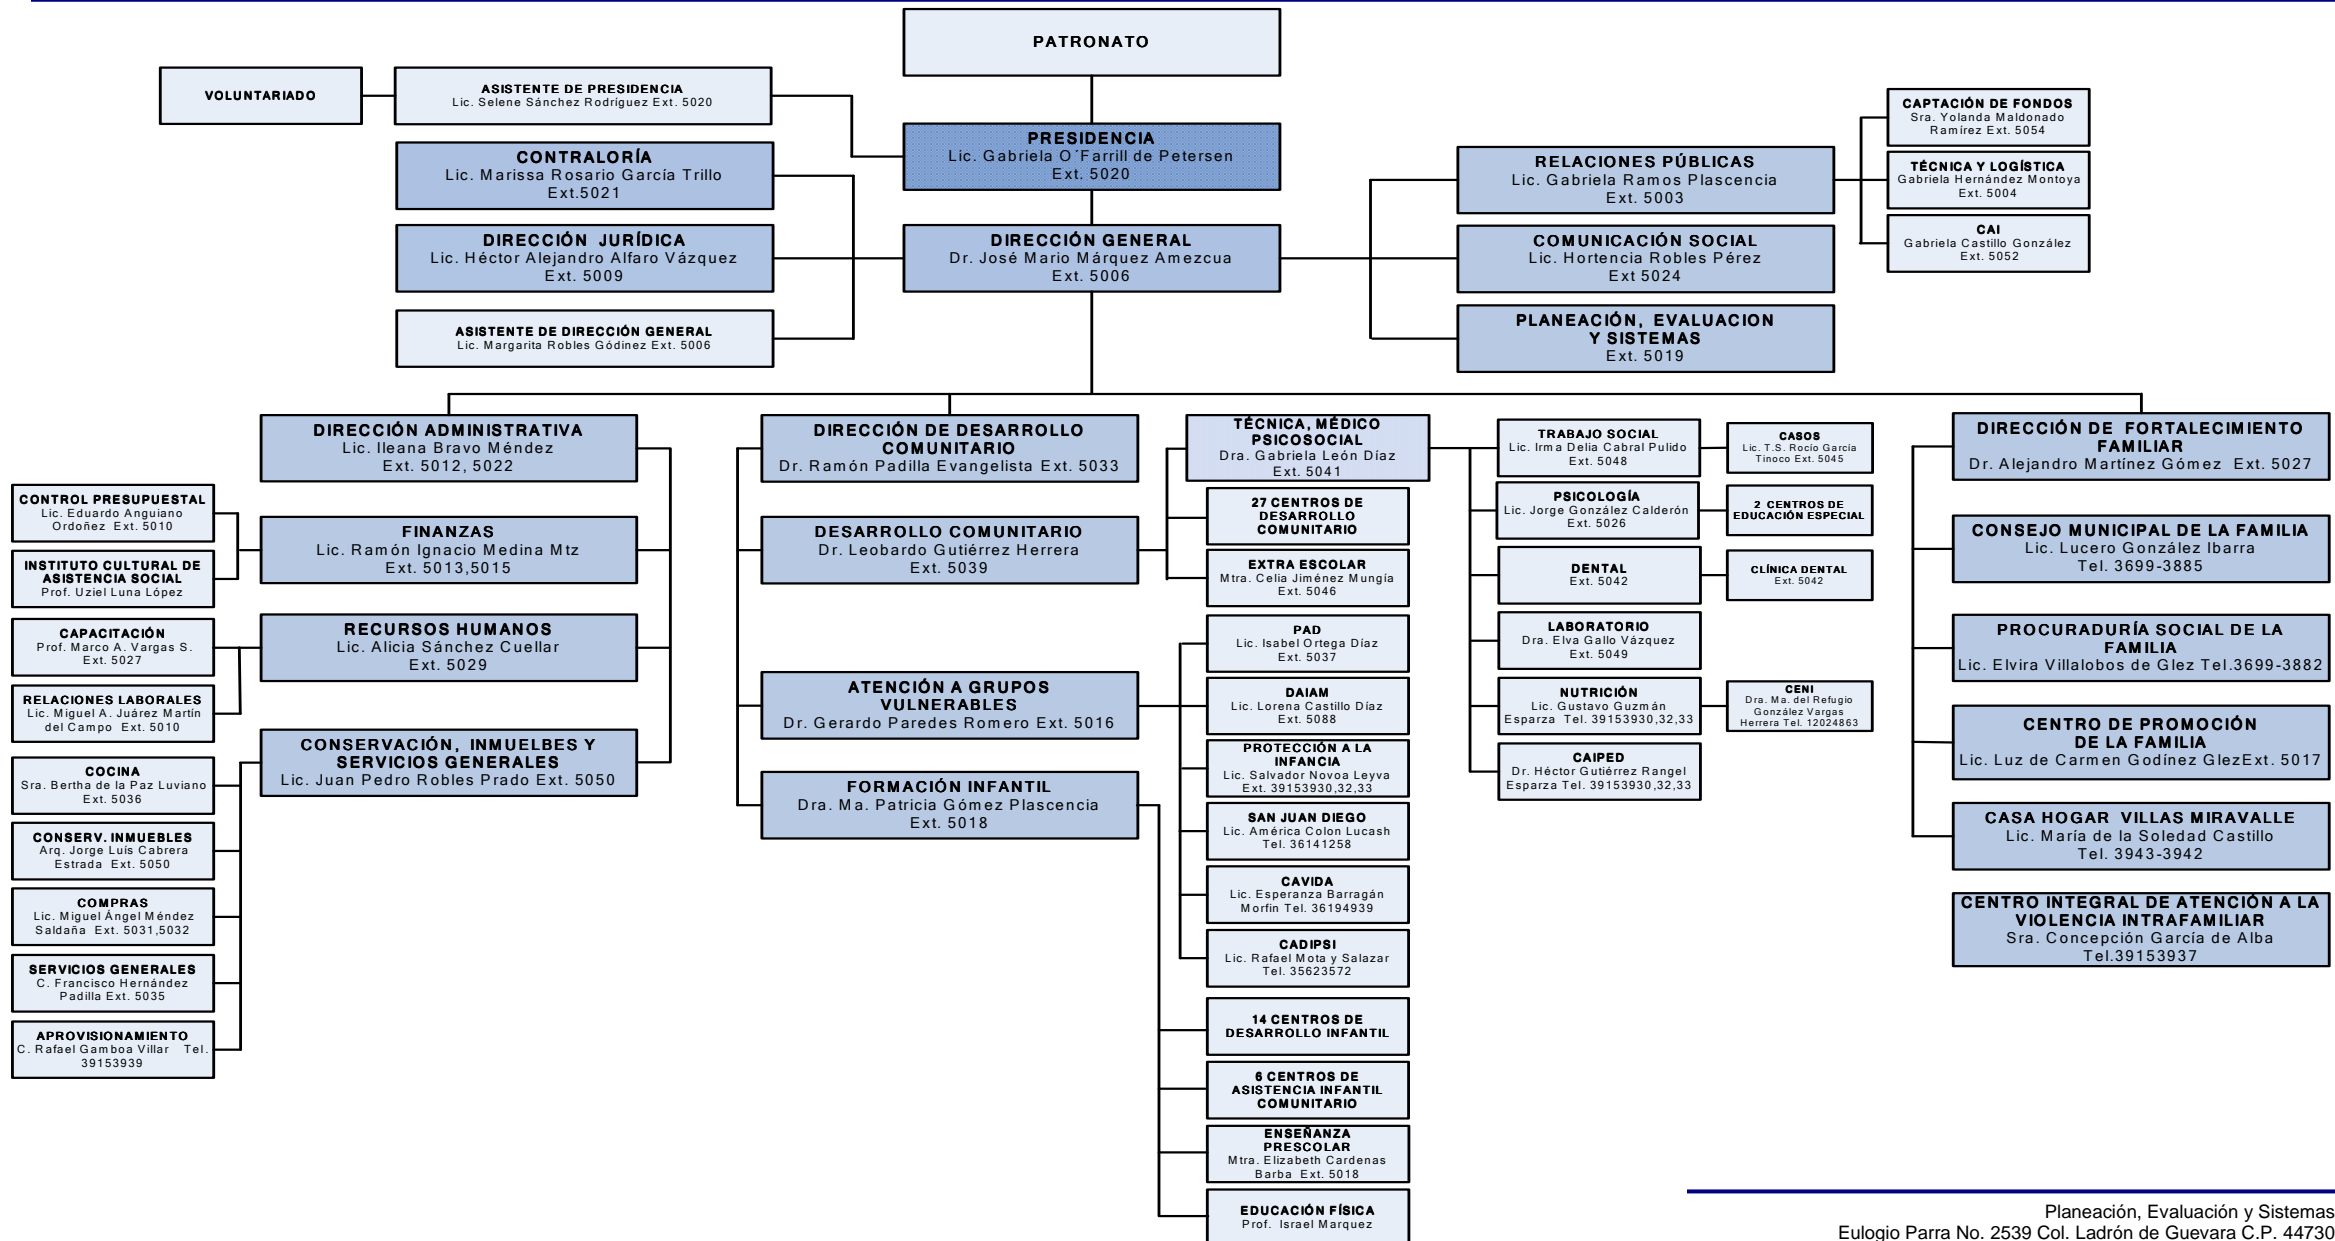 PATRONATO
VOLUNTARIADO
ASISTENTE DE PRESIDENCIA
Lic. Selene Sánchez Rodríguez Ext. 5020
PRESIDENCIA
Lic. Gabriela O´Farrill de Petersen
Ext. 5020
CONTRALORÍA
Lic. Marissa Rosario García Trillo
Ext.5021
DIRECCIÓN JURÍDICA
Lic. Héctor Alejandro Alfaro Vázquez
Ext. 5009
ASISTENTE DE DIRECCIÓN GENERAL
Lic. Margarita Robles Gódinez Ext. 5006
DIRECCIÓN GENERAL
Dr. José Mario Márquez Amezcua
Ext. 5006
RELACIONES PÚBLICAS
Lic. Gabriela Ramos Plascencia
Ext. 5003
COMUNICACIÓN SOCIAL
Lic. Hortencia Robles Pérez
Ext 5024
PLANEACIÓN, EVALUACION
Y SISTEMAS
Ext. 5019
CAPTACIÓN DE FONDOS
Sra. Yolanda Maldonado
Ramírez Ext. 5054
TÉCNICA Y LOGÍSTICA
Gabriela Hernández Montoya
Ext. 5004
CAI
Gabriela Castillo González
Ext. 5052
DIRECCIÓN ADMINISTRATIVA
Lic. Ileana Bravo Méndez
Ext. 5012, 5022
CONTROL PRESUPUESTAL
Lic. Eduardo Anguiano
Ordoñez Ext. 5010
INSTITUTO CULTURAL DE
ASISTENCIA SOCIAL
Prof. Uziel Luna López
FINANZAS
Lic. Ramón Ignacio Medina Mtz
Ext. 5013,5015
CAPACITACIÓN
Prof. Marco A. Vargas S.
Ext. 5027
RELACIONES LABORALES
Lic. Miguel A. Juárez Martín
del Campo Ext. 5010
RECURSOS HUMANOS
Lic. Alicia Sánchez Cuellar
Ext. 5029
CONSERVACIÓN, INMUELBES Y
SERVICIOS GENERALES
Lic. Juan Pedro Robles Prado Ext. 5050
COCINA
Sra. Bertha de la Paz Luviano
Ext. 5036
CONSERV. INMUEBLES
Arq. Jorge Luís Cabrera
Estrada Ext. 5050
COMPRAS
Lic. Miguel Ángel Méndez
Saldaña Ext. 5031,5032
SERVICIOS GENERALES
C. Francisco Hernández
Padilla Ext. 5035
APROVISIONAMIENTO
C. Rafael Gamboa Villar Tel.
39153939
DIRECCIÓN DE DESARROLLO
COMUNITARIO
Dr. Ramón Padilla Evangelista Ext. 5033
DESARROLLO COMUNITARIO
Dr. Leobardo Gutiérrez Herrera
Ext. 5039
ATENCIÓN A GRUPOS
VULNERABLES
Dr. Gerardo Paredes Romero Ext. 5016
FORMACIÓN INFANTIL
Dra. Ma. Patricia Gómez Plascencia
Ext. 5018
TÉCNICA, MÉDICO
PSICOSOCIAL
Dra. Gabriela León Díaz
Ext. 5041
27 CENTROS DE
DESARROLLO
COMUNITARIO
EXTRA ESCOLAR
Mtra. Celia Jiménez Mungía
Ext. 5046
PAD
Lic. Isabel Ortega Díaz
Ext. 5037
DAIAM
Lic. Lorena Castillo Díaz
Ext. 5088
PROTECCIÓN A LA
INFANCIA
Lic. Salvador Novoa Leyva
Ext. 39153930,32,33
SAN JUAN DIEGO
Lic. América Colon Lucash
Tel. 36141258
CAVIDA
Lic. Esperanza Barragán
Morfin Tel. 36194939
CADIPSI
Lic. Rafael Mota y Salazar
Tel. 35623572
14 CENTROS DE
DESARROLLO INFANTIL
6 CENTROS DE
ASISTENCIA INFANTIL
COMUNITARIO
ENSEÑANZA
PRESCOLAR
Mtra. Elizabeth Cardenas
Barba Ext. 5018
EDUCACIÓN FÍSICA
Prof. Israel Marquez
TRABAJO SOCIAL
Lic. Irma Delia Cabral Pulido
Ext. 5048
CASOS
Lic. T.S. Rocío García
Tinoco Ext. 5045
PSICOLOGÍA
Lic. Jorge González Calderón
Ext. 5026
2 CENTROS DE
EDUCACIÓN ESPECIAL
DENTAL
Ext. 5042
CLÍNICA DENTAL
Ext. 5042
LABORATORIO
Dra. Elva Gallo Vázquez
Ext. 5049
NUTRICIÓN
Lic. Gustavo Guzmán
Esparza Tel. 39153930,32,33
CENI
Dra. Ma. del Refugio
González Vargas
Herrera Tel. 12024863
CAIPED
Dr. Héctor Gutiérrez Rangel
Esparza Tel. 39153930,32,33
DIRECCIÓN DE FORTALECIMIENTO
FAMILIAR
Dr. Alejandro Martínez Gómez Ext. 5027
CONSEJO MUNICIPAL DE LA FAMILIA
Lic. Lucero González Ibarra
Tel. 3699-3885
PROCURADURÍA SOCIAL DE LA
FAMILIA
Lic. Elvira Villalobos de Glez Tel.3699-3882
CENTRO DE PROMOCIÓN
DE LA FAMILIA
Lic. Luz de Carmen Godínez GlezExt. 5017
CASA HOGAR VILLAS MIRAVALLE
Lic. María de la Soledad Castillo
Tel. 3943-3942
CENTRO INTEGRAL DE ATENCIÓN A LA
VIOLENCIA INTRAFAMILIAR
Sra. Concepción García de Alba
Tel.39153937
Planeación, Evaluación y Sistemas
Eulogio Parra No. 2539 Col. Ladrón de Guevara C.P. 44730